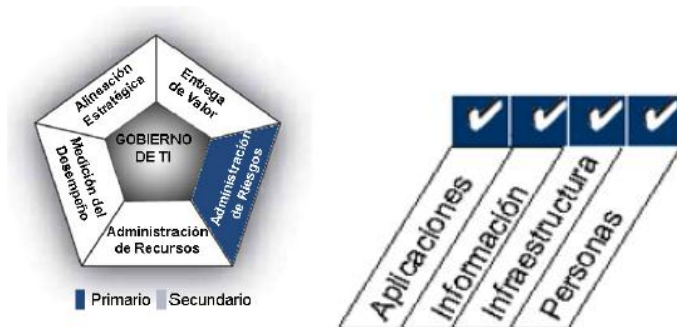 Alineación
Estratégica
Entrega
de Valor
GOBIERNO
DE TI
Medición del
Desempeño
Administración
de Riesgos
Administración
de Recursos
Primario
Secundario
Aplicaciones
Información
Infraestructura
Personas